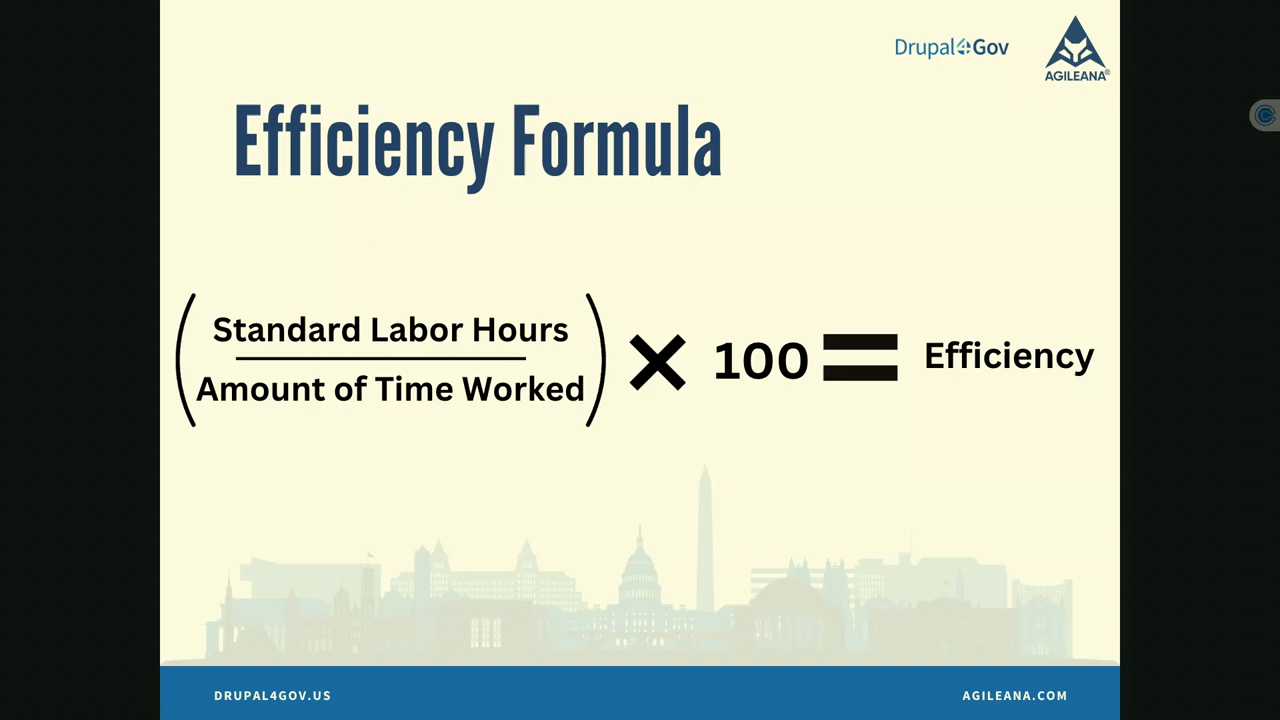 Drupal4Gov
AGILEANA®
Efficiency Formula
(Standard Labor Hours
Amount of Time Worked) × 100 = Efficiency
DRUPAL4GOV.US
AGILEANA.COM